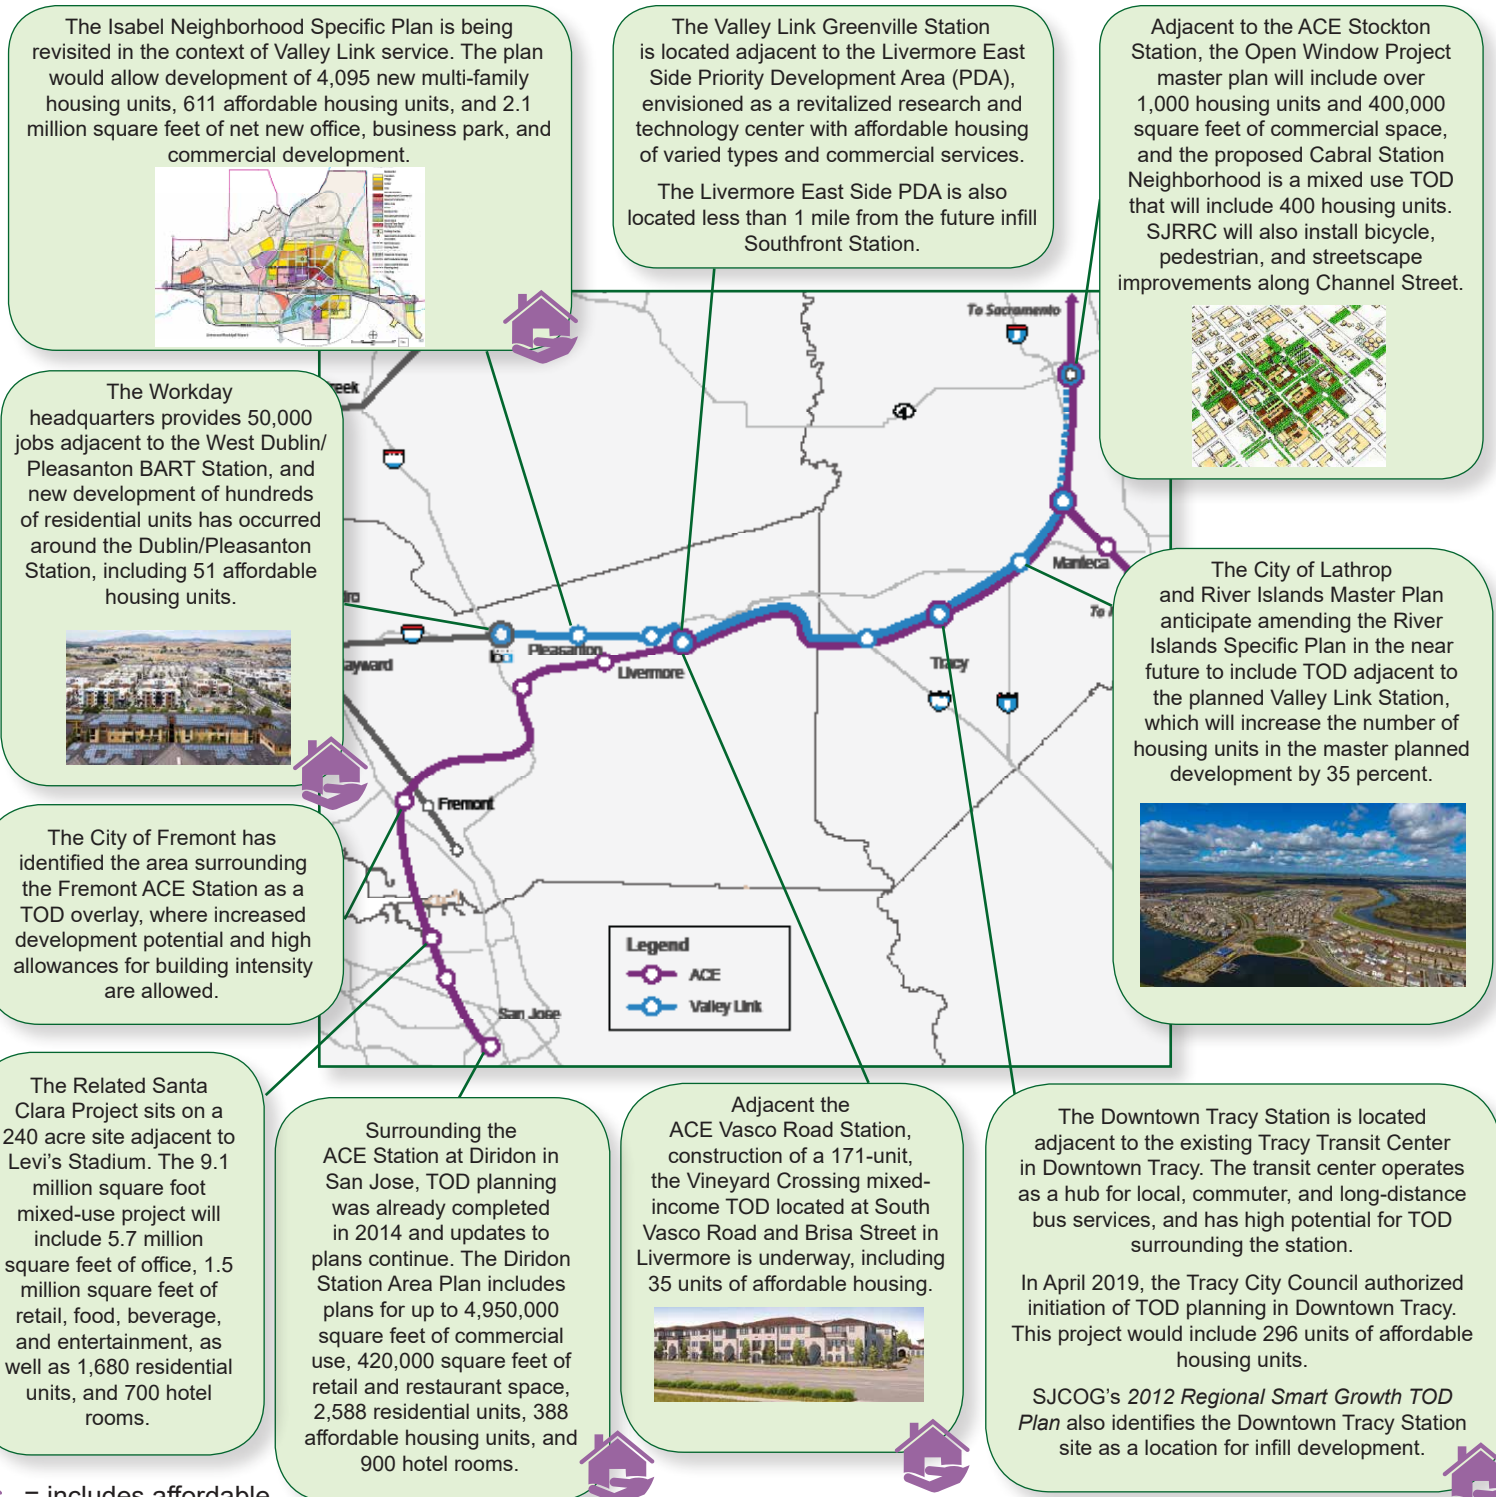 The Isabel Neighborhood Specific Plan is being
revisited in the context of Valley Link service. The plan
would allow development of 4,095 new multi-family
housing units, 611 affordable housing units, and 2.1
million square feet of net new office, business park, and
commercial development.
The Valley Link Greenville Station
is located adjacent to the Livermore East
Side Priority Development Area (PDA),
envisioned as a revitalized research and
technology center with affordable housing
of varied types and commercial services.
The Livermore East Side PDA is also
located less than 1 mile from the future infill
Southfront Station.
Adjacent to the ACE Stockton
Station, the Open Window Project
master plan will include over
1,000 housing units and 400,000
square feet of commercial space,
and the proposed Cabral Station
Neighborhood is a mixed use TOD
that will include 400 housing units.
SJRRC will also install bicycle,
pedestrian, and streetscape
improvements along Channel Street.
The Workday
headquarters provides 50,000
jobs adjacent to the West Dublin/
Pleasanton BART Station, and
new development of hundreds
of residential units has occurred
around the Dublin/Pleasanton
Station, including 51 affordable
housing units.
To Sacramento
eek
4
Manteca
To
Pleasanton
Livermore
ayward
Tracy
Fremont
San Jose
Legend
ACE
Valley Link
The City of Lathrop
and River Islands Master Plan
anticipate amending the River
Islands Specific Plan in the near
future to include TOD adjacent to
the planned Valley Link Station,
which will increase the number of
housing units in the master planned
development by 35 percent.
The City of Fremont has
identified the area surrounding
the Fremont ACE Station as a
TOD overlay, where increased
development potential and high
allowances for building intensity
are allowed.
The Related Santa
Clara Project sits on a
240 acre site adjacent to
Levi's Stadium. The 9.1
million square foot
mixed-use project will
include 5.7 million
square feet of office, 1.5
million square feet of
retail, food, beverage,
and entertainment, as
well as 1,680 residential
units, and 700 hotel
rooms.
Surrounding the
ACE Station at Diridon in
San Jose, TOD planning
was already completed
in 2014 and updates to
plans continue. The Diridon
Station Area Plan includes
plans for up to 4,950,000
square feet of commercial
use, 420,000 square feet of
retail and restaurant space,
2,588 residential units, 388
affordable housing units, and
900 hotel rooms.
Adjacent the
ACE Vasco Road Station,
construction of a 171-unit,
the Vineyard Crossing mixed-
income TOD located at South
Vasco Road and Brisa Street in
Livermore is underway, including
35 units of affordable housing.
The Downtown Tracy Station is located
adjacent to the existing Tracy Transit Center
in Downtown Tracy. The transit center operates
as a hub for local, commuter, and long-distance
bus services, and has high potential for TOD
surrounding the station.
In April 2019, the Tracy City Council authorized
initiation of TOD planning in Downtown Tracy.
This project would include 296 units of affordable
housing units.
SJCOG's 2012 Regional Smart Growth TOD
Plan also identifies the Downtown Tracy Station
site as a location for infill development.
= includes affordable